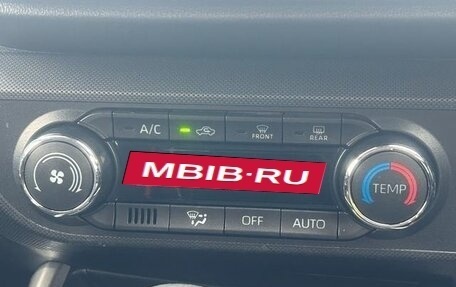 A/C
FRONT
REAR
MBIB·RU
TEMP
OFF
AUTO